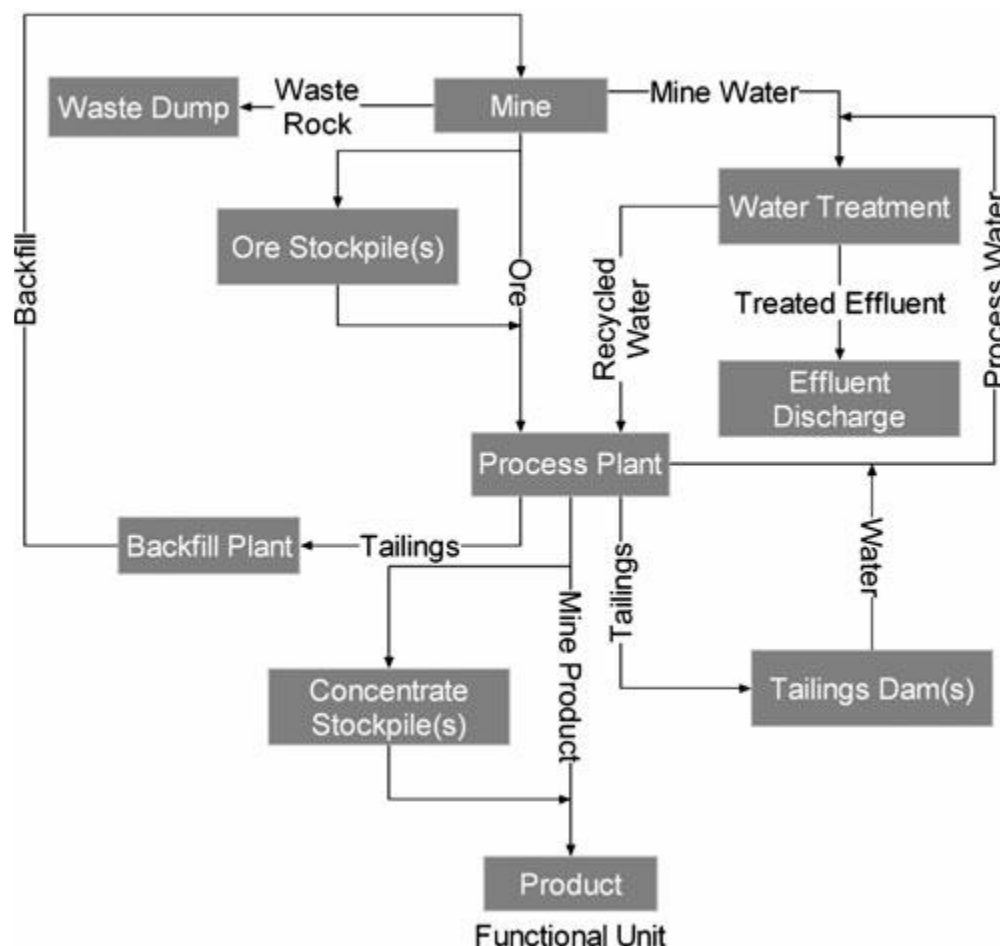 Waste Dump
Waste
Rock
Mine
Mine Water
Ore Stockpile(s)
Ore
Water Treatment
Recycled
Water
Treated Effluent
Process Water
Effluent
Discharge
Backfill
Process Plant
Backfill Plant
Tailings
Mine Product
Tailings
Water
Concentrate
Stockpile(s)
Tailings Dam(s)
Product
Functional Unit